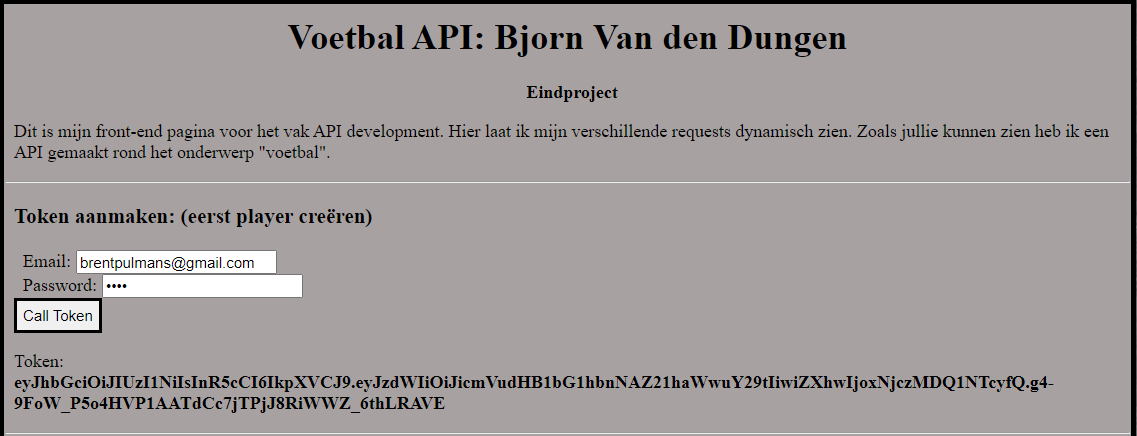 Voetbal API: Bjorn Van den Dungen
Eindproject
Dit is mijn front-end pagina voor het vak API development. Hier laat ik mijn verschillende requests dynamisch zien. Zoals jullie kunnen zien heb ik een
API gemaakt rond het onderwerp "voetbal".
Token aanmaken: (eerst player creëren)
Email: brentpulmans@gmail.com
Password: ••••
Call Token
Token:
eyJhbGciOiJIUzI1NiIsInR5cCI6IkpXVCJ9.eyJzdWIiOiJicmVudHB1bG1hbnNAZ21haWwuY29tIiwiZXhwIjoxNjczMDQ1NTcyfQ.g4-
9FoW_P5o4HVP1AATdCc7jTPjJ8RiWWZ_6thLRAVE